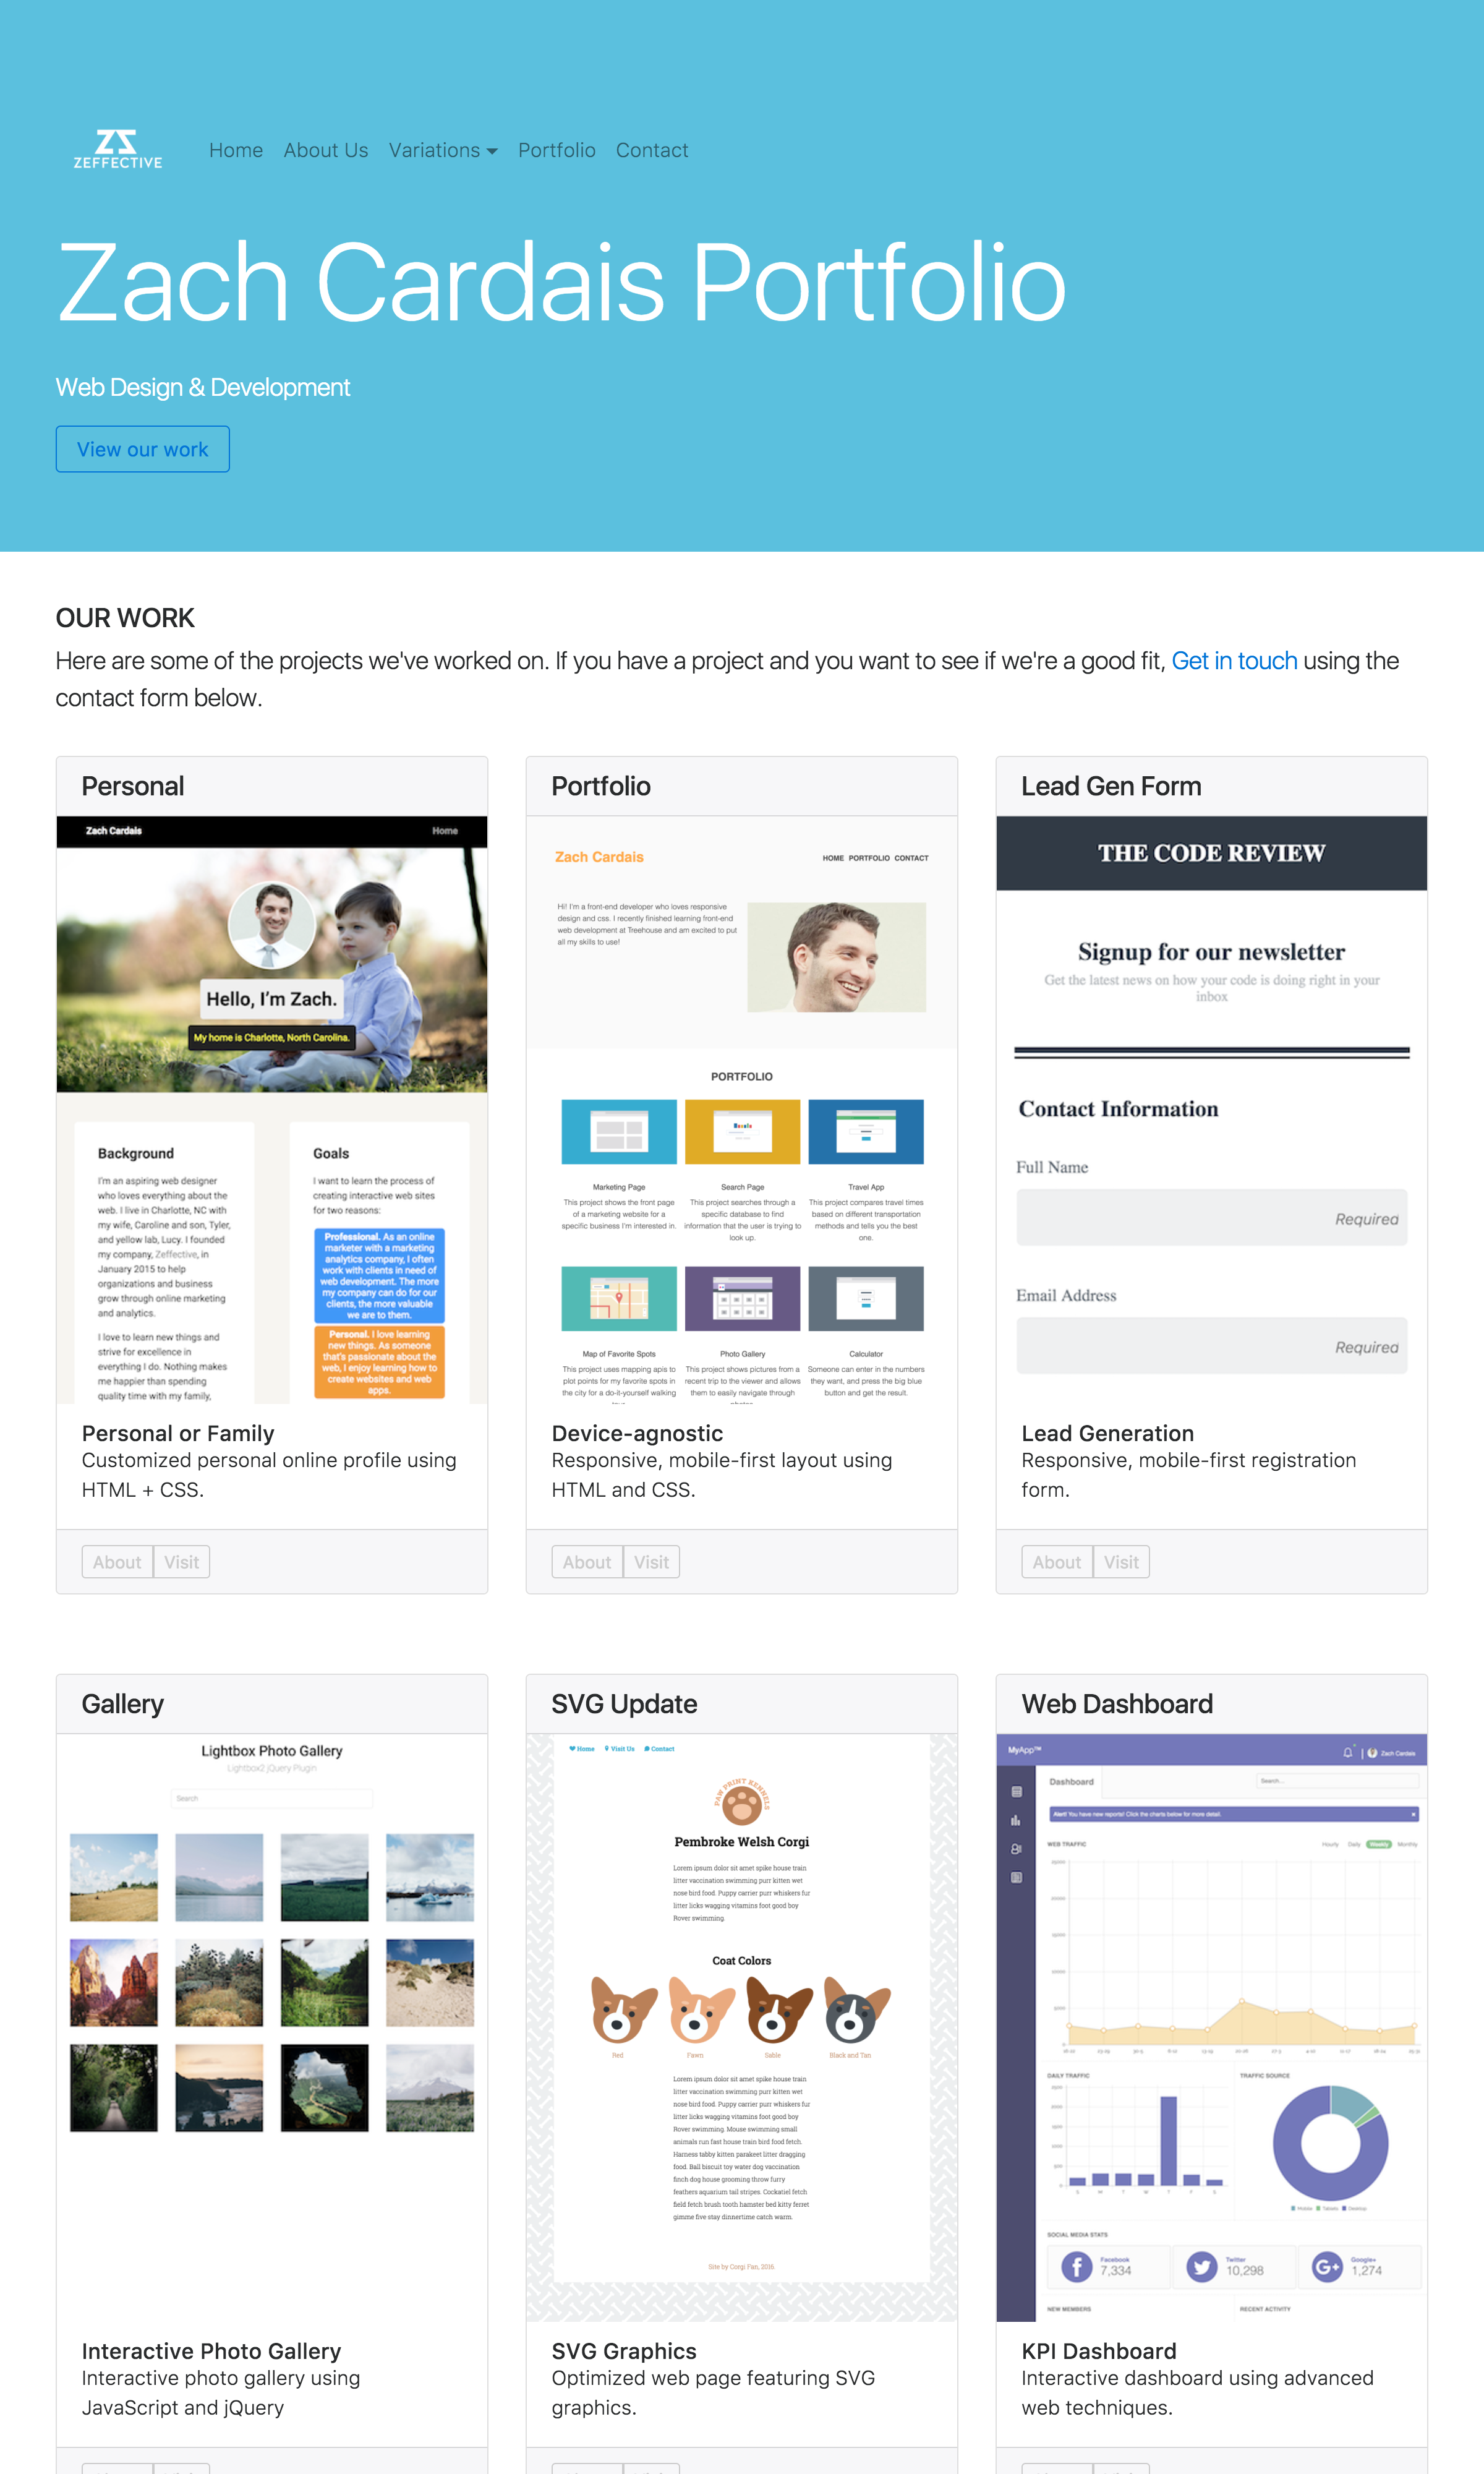 ZS
ZEFFECTIVE
Home About Us Variations Portfolio Contact
Zach Cardais Portfolio
Web Design & Development
View our work
OUR WORK
Here are some of the projects we've worked on. If you have a project and you want to see if we're a good fit, Get in touch using the
contact form below.
Personal
Zach Cardais Home
Hello, I'm Zach.
My home is Charlotte, North Carolina.
Background
I'm an aspiring web designer
who loves everything about the
web. I live in Charlotte, NC with
my wife, Caroline and son, Tyler,
and yellow lab, Lucy. I founded
my company, Zeffective, in
January 2015 to help
organizations and business
grow through online marketing
and analytics.
I love to learn new things and
strive for excellence in
everything I do. Nothing makes
me happier than spending
quality time with my family,
Goals
I want to learn the process of
creating interactive web sites
for two reasons:
Professional. As an online
marketer with a marketing
analytics company, I often
work with clients in need of
web development. The more
my company can do for our
clients, the more valuable
we are to them.
Personal. I love learning
new things. As someone
that's passionate about the
web, I enjoy learning how to
create websites and web
apps.
Personal or Family
Customized personal online profile using
HTML + CSS.
About Visit
Portfolio
Zach Cardais HOME PORTFOLIO CONTACT
Hi! I'm a front-end developer who loves responsive
design and css. I recently finished learning front-end
web development at Treehouse and am excited to put
all my skills to use!
PORTFOLIO
Marketing Page
This project shows the front page
of a marketing website for a
specific business I'm interested in.
Search Page
This project searches through a
specific database to find
information that the user is trying to
look up.
Travel App
This project compares travel times
based on different transportation
methods and tells you the best
one.
Map of Favorite Spots
This project uses mapping apis to
plot points for my favorite spots in
the city for a do-it-yourself walking
Photo Gallery
This project shows pictures from a
recent trip to the viewer and allows
them to easily navigate through
Calculator
Someone can enter in the numbers
they want, and press the big blue
button and get the result.
Device-agnostic
Responsive, mobile-first layout using
HTML and CSS.
About Visit
Lead Gen Form
THE CODE REVIEW
Signup for our newsletter
Get the latest news on how your code is doing right in your
inbox
Contact Information
Full Name
Required
Email Address
Required
Lead Generation
Responsive, mobile-first registration
form.
About Visit
Gallery
Lightbox Photo Gallery
Lightbox2 jQuery Plugin
Search
Interactive Photo Gallery
Interactive photo gallery using
JavaScript and jQuery
SVG Update
Home Visit Us Contact
PAW PRINT KENNELS
Pembroke Welsh Corgi
Lorem ipsum dolor sit amet spike house train
litter vaccination swimming purr kitten wet
nose bird food. Puppy carrier purr whiskers fur
litter licks wagging vitamins foot good boy
Rover swimming.
Coat Colors
Red Fawn Sable Black and Tan
Lorem ipsum dolor sit amet spike house train
litter vaccination swimming purr kitten wet
nose bird food. Puppy carrier purr whiskers fur
litter licks wagging vitamins foot good boy
Rover swimming. Mouse swimming small
animals run fast house train bird food fetch.
Harness tabby kitten parakeet litter dragging
food. Ball biscuit toy water dog vaccination
finch dog house grooming throw furry
feathers aquarium tail stripes. Cockatiel fetch
field fetch brush tooth hamster bed kitty ferret
gimme five stay dinnertime catch warm.
Site by Corgi Fan, 2016
SVG Graphics
Optimized web page featuring SVG
graphics.
Web Dashboard
MyApp™ Zach Cardais
Dashboard Search...
Alert! You have new reports! Click the charts below for more detail.
WEB TRAFFIC Hourly Daily Weekly Monthly
DAILY TRAFFIC
S M T W T F S
TRAFFIC SOURCE
Mobile Tablets Desktop
SOCIAL MEDIA STATS
Facebook
7,334
Twitter
10,298
Google+
1,274
NEW MEMBERS RECENT ACTIVITY
KPI Dashboard
Interactive dashboard using advanced
web techniques.